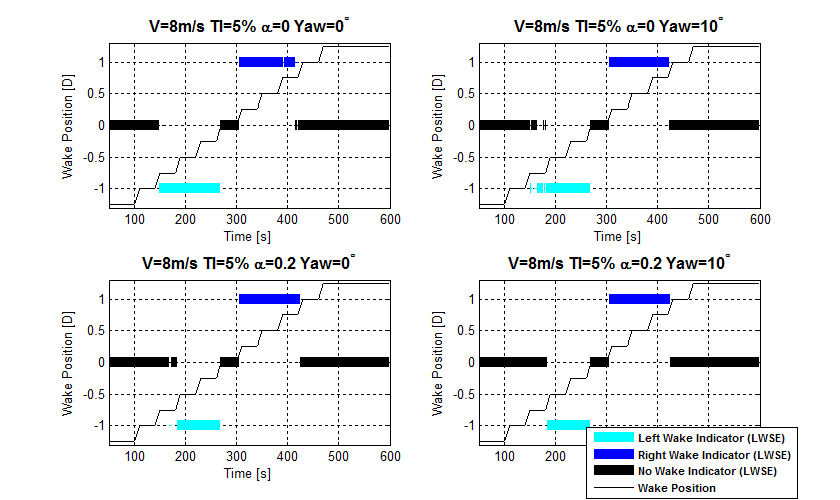 V=8m/s TI=5% α=0 Yaw=0°
V=8m/s TI=5% α=0 Yaw=10°
Wake Position [D]
1
0.5
0
-0.5
-1
100 200 300 400 500 600
Time [s]
Wake Position [D]
1
0.5
0
-0.5
-1
100 200 300 400 500 600
Time [s]
V=8m/s TI=5% α=0.2 Yaw=0°
V=8m/s TI=5% α=0.2 Yaw=10°
Wake Position [D]
1
0.5
0
-0.5
-1
100 200 300 400 500 600
Time [s]
Wake Position [D]
1
0.5
0
-0.5
-1
100 200
Left Wake Indicator (LWSE)
Right Wake Indicator (LWSE)
No Wake Indicator (LWSE)
Wake Position